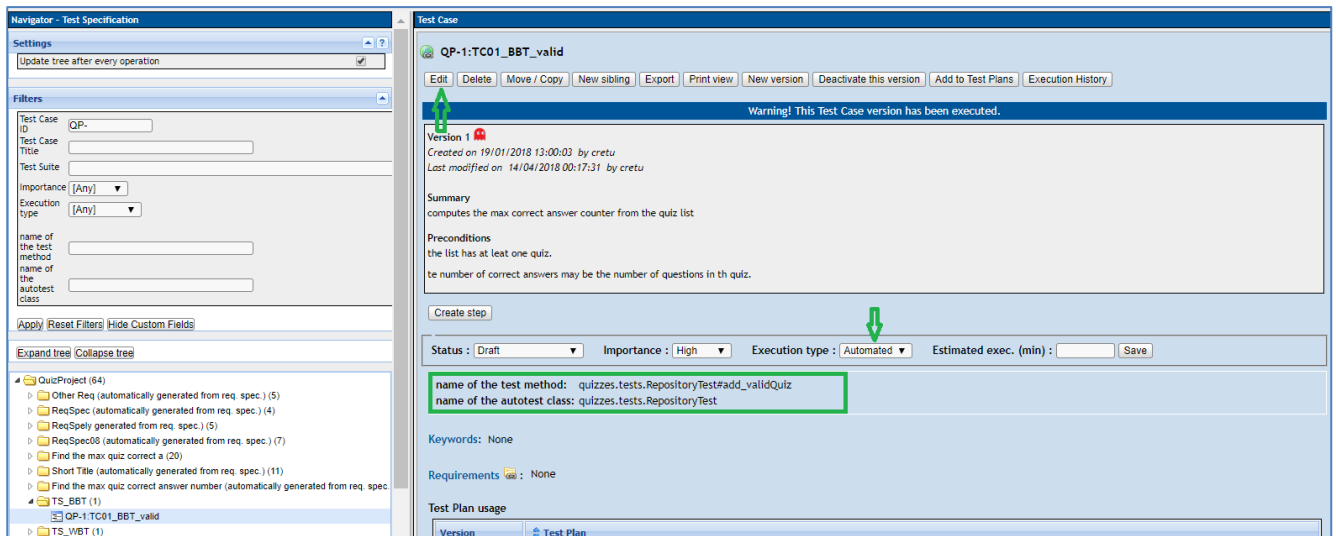 Navigator - Test Specification
Settings
?
Update tree after every operation
Filters
Test Case
ID
QP-
Test Case
Title
Test Suite
Importance [Any]
Execution
type
[Any]
name of
the test
method
name of
the
autotest
class
Apply Reset Filters Hide Custom Fields
Expand tree Collapse tree
QuizProject (64)
Other Req (automatically generated from req. spec.) (5)
ReqSpec (automatically generated from req. spec.) (4)
ReqSpely generated from req. spec.) (5)
ReqSpec08 (automatically generated from req. spec.) (7)
Find the max quiz correct a (20)
Short Title (automatically generated from req. spec.) (11)
Find the max quiz correct answer number (automatically generated from req. spec.
TS_BBT (1)
QP-1:TC01_BBT_valid
TS_WBT (1)
Test Case
QP-1:TC01_BBT_valid
Edit Delete Move / Copy New sibling Export Print view New version Deactivate this version Add to Test Plans Execution History
Warning! This Test Case version has been executed.
Version 1
Created on 19/01/2018 13:00:03 by cretu
Last modified on 14/04/2018 00:17:31 by cretu
Summary
computes the max correct answer counter from the quiz list
Preconditions
the list has at leat one quiz.
te number of correct answers may be the number of questions in th quiz.
Create step
Status : Draft Importance : High Execution type : Automated Estimated exec. (min) : Save
name of the test method: quizzes.tests.RepositoryTest#add_validQuiz
name of the autotest class: quizzes.tests.RepositoryTest
Keywords: None
Requirements : None
Test Plan usage
Version Test Plan